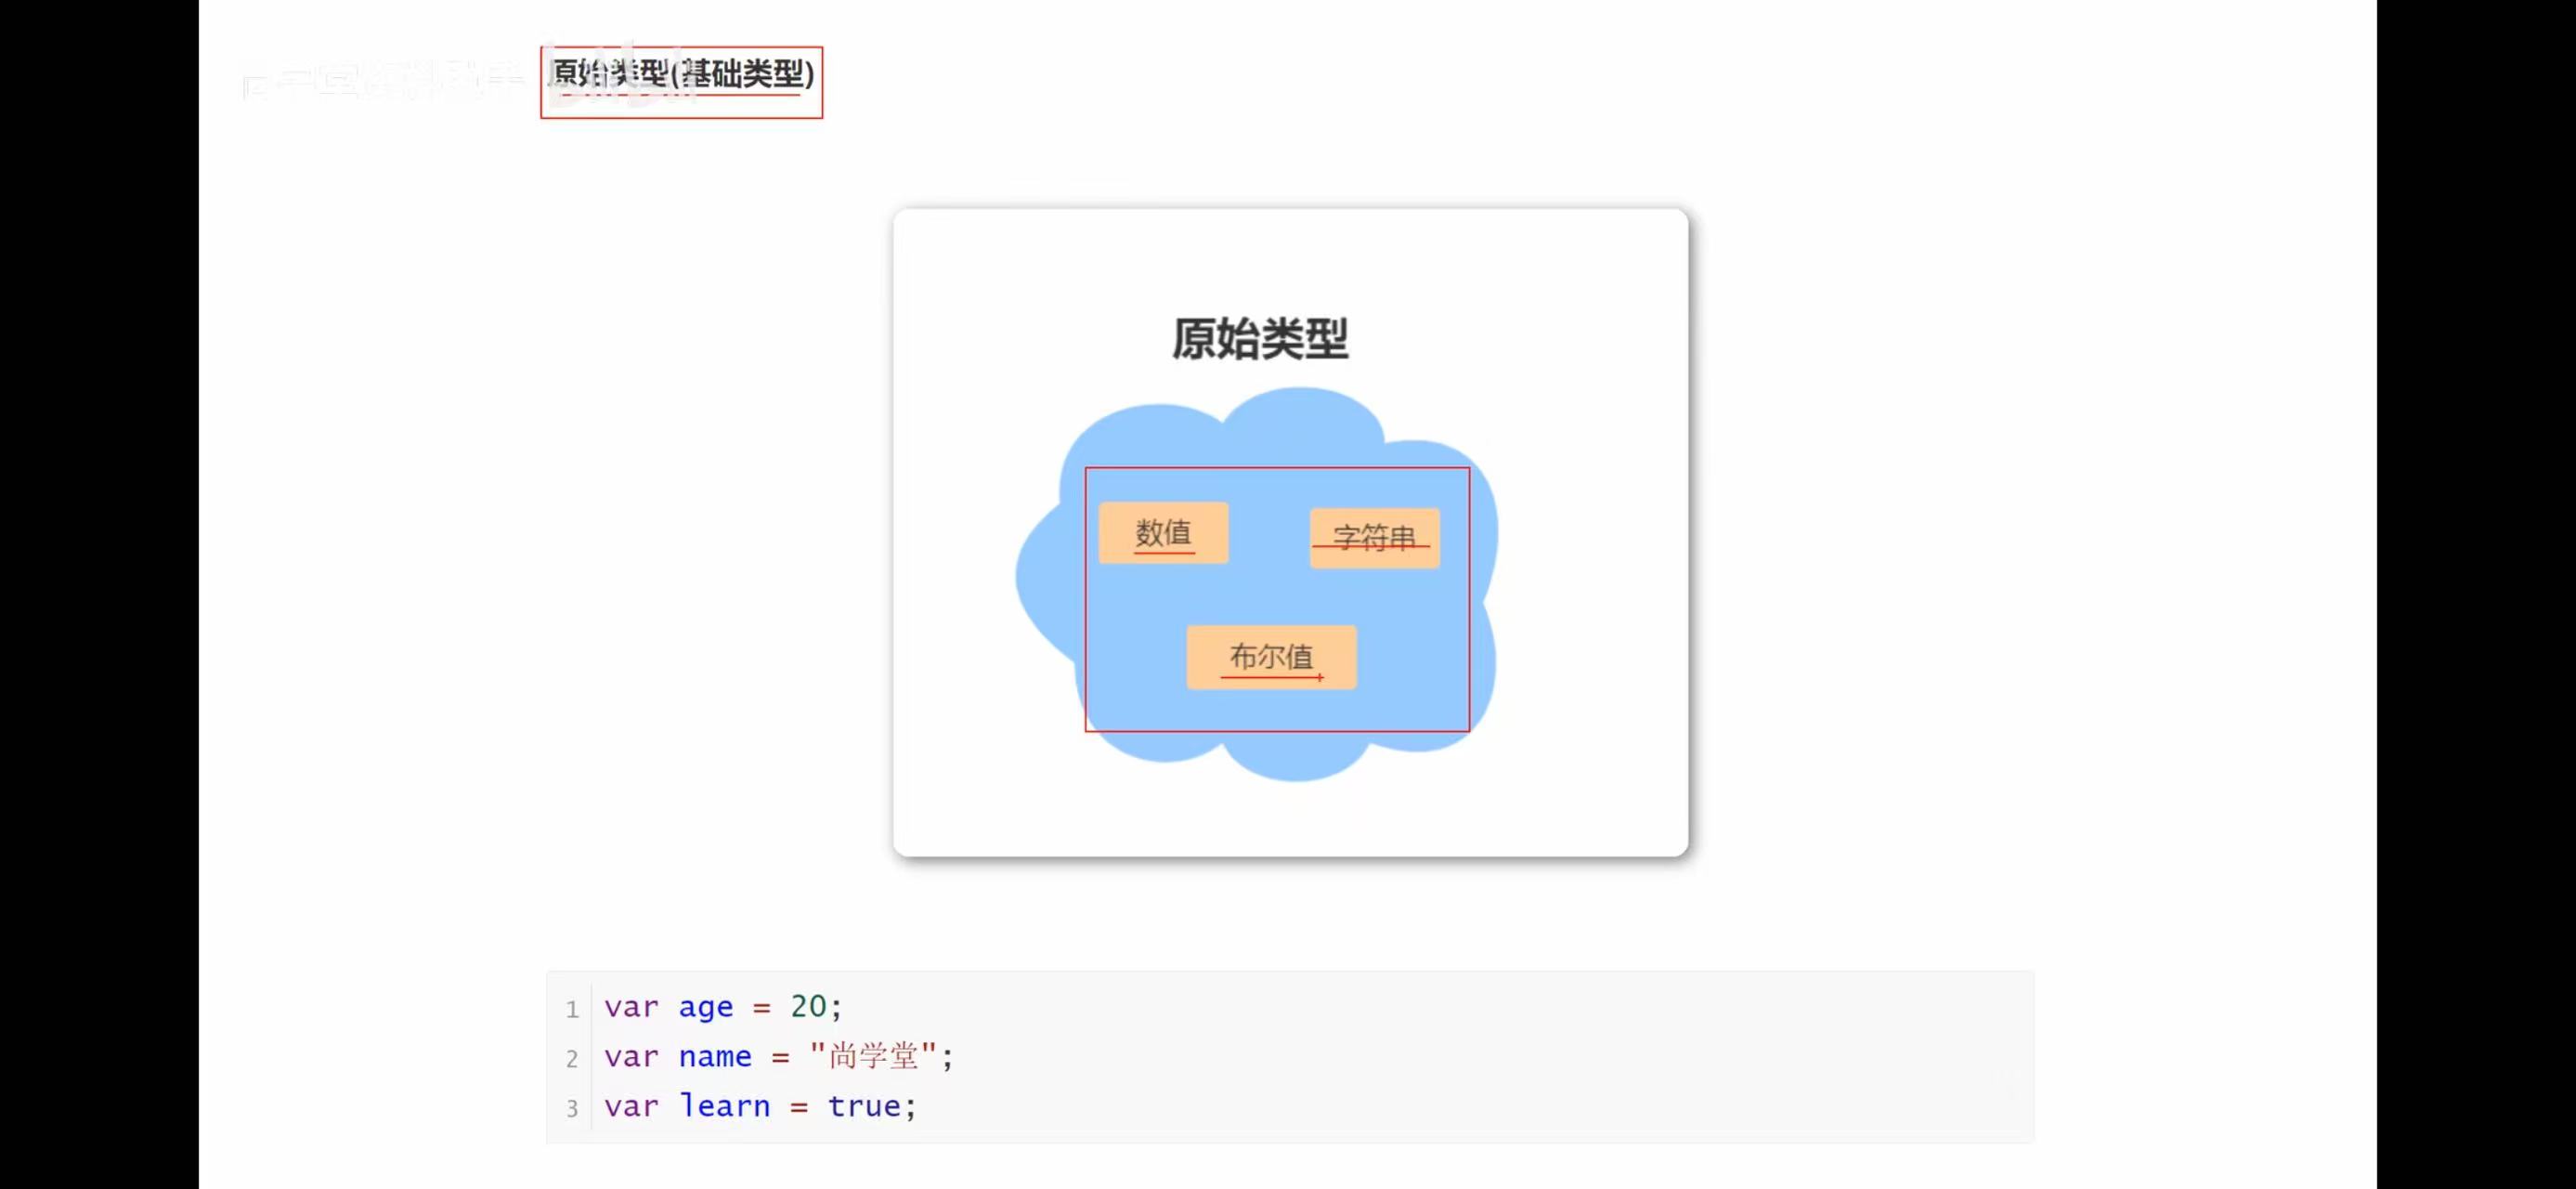 原始类型(基础类型)
原始类型
数值
字符串
布尔值
1 var age = 20;
2 var name = "尚学堂";
3 var learn = true;